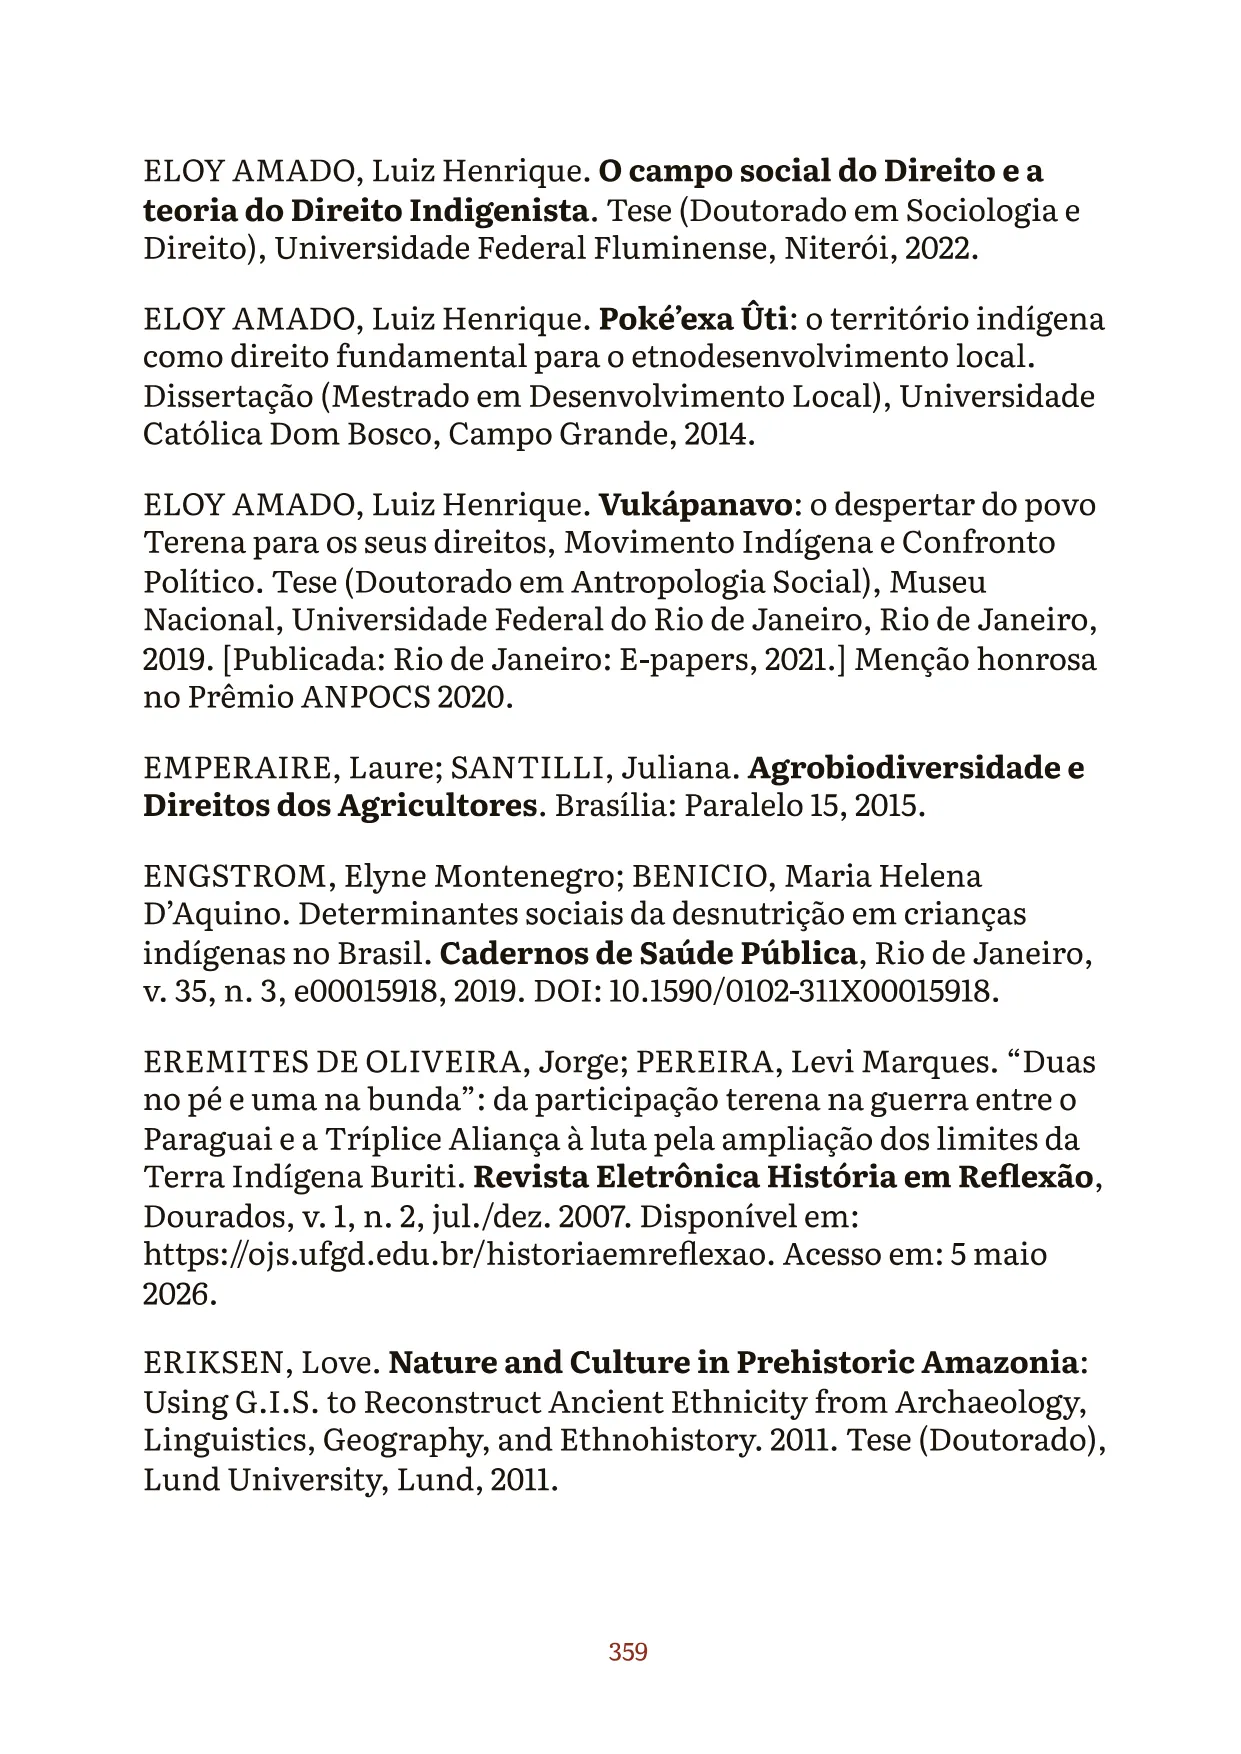 ELOY AMADO, Luiz Henrique. O campo social do Direito e a
teoria do Direito Indigenista. Tese (Doutorado em Sociologia e
Direito), Universidade Federal Fluminense, Niterói, 2022.
ELOY AMADO, Luiz Henrique. Poké’exa Ûti: o território indígena
como direito fundamental para o etnodesenvolvimento local.
Dissertação (Mestrado em Desenvolvimento Local), Universidade
Católica Dom Bosco, Campo Grande, 2014.
ELOY AMADO, Luiz Henrique. Vukápanavo: o despertar do povo
Terena para os seus direitos, Movimento Indígena e Confronto
Político. Tese (Doutorado em Antropologia Social), Museu
Nacional, Universidade Federal do Rio de Janeiro, Rio de Janeiro,
2019. [Publicada: Rio de Janeiro: E-papers, 2021.] Menção honrosa
no Prêmio ANPOCS 2020.
EMPERAIRE, Laure; SANTILLI, Juliana. Agrobiodiversidade e
Direitos dos Agricultores. Brasília: Paralelo 15, 2015.
ENGSTROM, Elyne Montenegro; BENICIO, Maria Helena
D’Aquino. Determinantes sociais da desnutrição em crianças
indígenas no Brasil. Cadernos de Saúde Pública, Rio de Janeiro,
v. 35, n. 3, e00015918, 2019. DOI: 10.1590/0102-311X00015918.
EREMITES DE OLIVEIRA, Jorge; PEREIRA, Levi Marques. “Duas
no pé e uma na bunda”: da participação terena na guerra entre o
Paraguai e a Tríplice Aliança à luta pela ampliação dos limites da
Terra Indígena Buriti. Revista Eletrônica História em Reflexão,
Dourados, v. 1, n. 2, jul./dez. 2007. Disponível em:
https://ojs.ufgd.edu.br/historiaemreflexao. Acesso em: 5 maio
2026.
ERIKSEN, Love. Nature and Culture in Prehistoric Amazonia:
Using G.I.S. to Reconstruct Ancient Ethnicity from Archaeology,
Linguistics, Geography, and Ethnohistory. 2011. Tese (Doutorado),
Lund University, Lund, 2011.
359